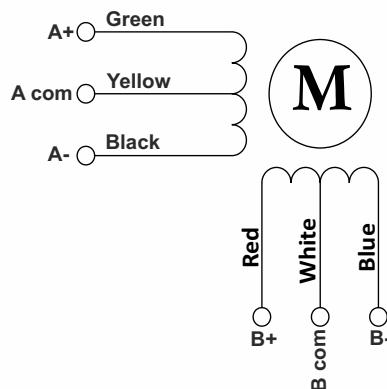 A+ Green
A com Yellow
A- Black
M
Red
White
Blue
B+
B com
B-